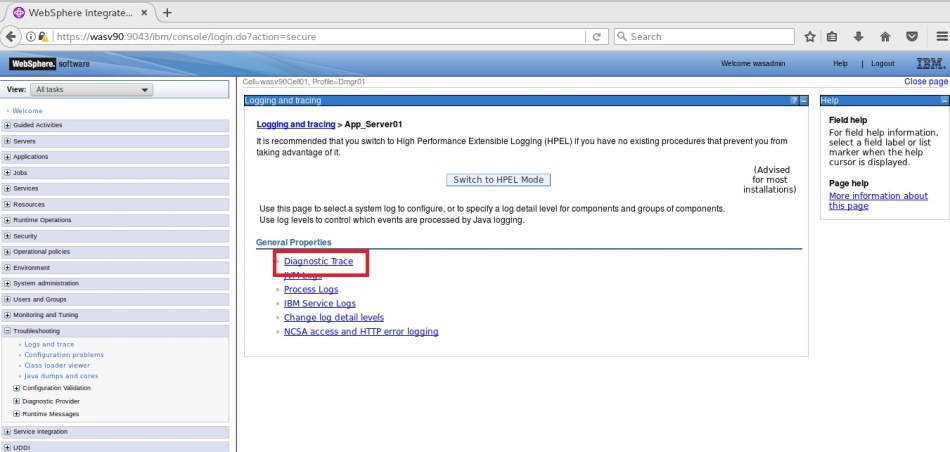 WebSphere Integrate...
https://wasv90:9043/ibm/console/login.do?action=secure
Search
WebSphere. software
Welcome wasadmin
Help
Logout
IBM.
View: All tasks
Welcome
Guided Activities
Servers
Applications
Jobs
Services
Resources
Runtime Operations
Security
Operational policies
Environment
System administration
Users and Groups
Monitoring and Tuning
Troubleshooting
Logs and trace
Configuration problems
Class loader viewer
Java dumps and cores
Configuration Validation
Diagnostic Provider
Runtime Messages
Service integration
UDDI
Cell=wasv90Cell01, Profile=Dmgr01
Close page
Logging and tracing
Logging and tracing > App_Server01
It is recommended that you switch to High Performance Extensible Logging (HPEL) if you have no existing procedures that prevent you from
taking advantage of it.
Switch to HPEL Mode
(Advised
for most
installations)
Use this page to select a system log to configure, or to specify a log detail level for components and groups of components.
Use log levels to control which events are processed by Java logging.
General Properties
Diagnostic Trace
JVM Logs
Process Logs
IBM Service Logs
Change log detail levels
NCSA access and HTTP error logging
Help
Field help
For field help information,
select a field label or list
marker when the help
cursor is displayed.
Page help
More information about
this page